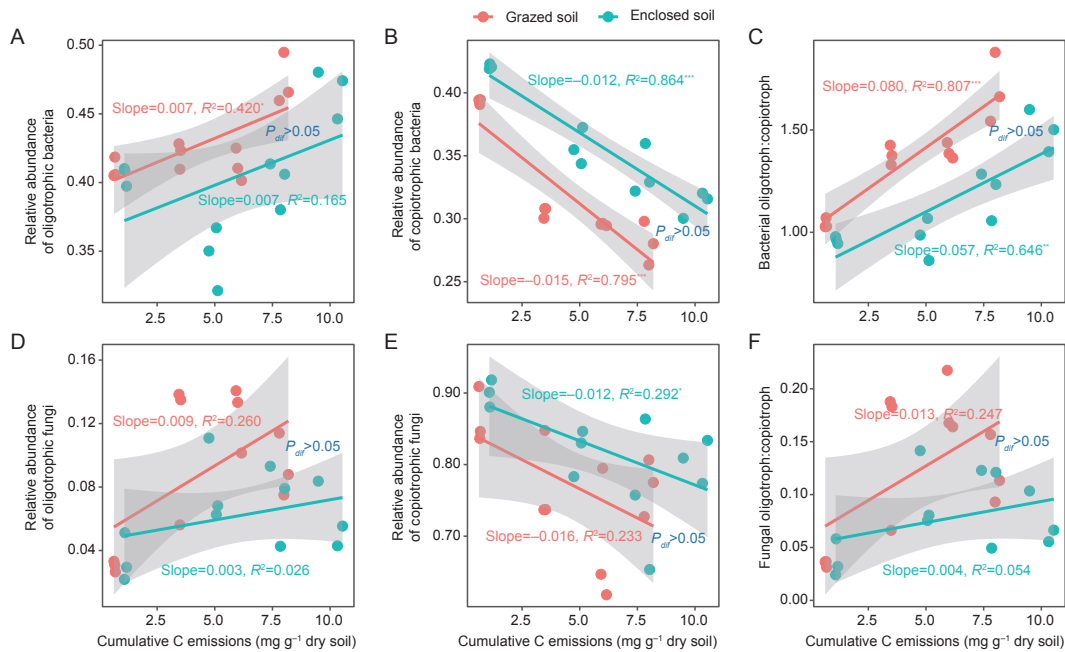 Grazed soil Enclosed soil
A
Relative abundance
of oligotrophic bacteria
0.50
0.45
0.40
0.35
Slope=0.007, R²=0.420*
Pdif>0.05
Slope=0.007, R²=0.165
2.5 5.0 7.5 10.0
B
Relative abundance
of copiotrophic bacteria
0.40
0.35
0.30
0.25
Slope=−0.012, R²=0.864***
Pdif>0.05
Slope=−0.015, R²=0.795***
2.5 5.0 7.5 10.0
C
Bacterial oligotroph:copiotroph
1.50
1.00
Slope=0.080, R²=0.807***
Pdif>0.05
Slope=0.057, R²=0.646**
2.5 5.0 7.5 10.0
D
Relative abundance
of oligotrophic fungi
0.16
0.12
0.08
0.04
Slope=0.009, R²=0.260
Pdif>0.05
Slope=0.003, R²=0.026
2.5 5.0 7.5 10.0
Cumulative C emissions (mg g⁻¹ dry soil)
E
Relative abundance
of copiotrophic fungi
0.90
0.80
0.70
Slope=−0.012, R²=0.292*
Slope=−0.016, R²=0.233
Pdif>0.05
2.5 5.0 7.5 10.0
Cumulative C emissions (mg g⁻¹ dry soil)
F
Fungal oligotroph:copiotroph
0.20
0.15
0.10
0.05
0.00
Slope=0.013, R²=0.247
Pdif>0.05
Slope=0.004, R²=0.054
2.5 5.0 7.5 10.0
Cumulative C emissions (mg g⁻¹ dry soil)